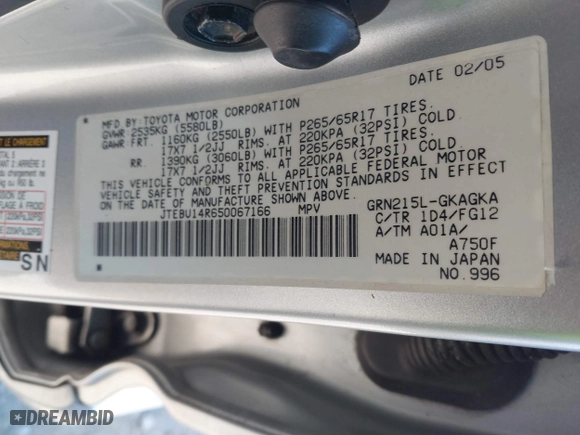 DATE 02/05
MFD. BY: TOYOTA MOTOR CORPORATION
GVWR: 2535KG (5580LB)
GAWR: FRT. 1160KG (2550LB) WITH P265/65R17 TIRES.
17X7 1/2JJ RIMS. AT 220KPA (32PSI) COLD.
RR. 1390KG (3060LB) WITH P265/65R17 TIRES.
17X7 1/2JJ RIMS. AT 220KPA (32PSI) COLD.
THIS VEHICLE CONFORMS TO ALL APPLICABLE FEDERAL MOTOR
VEHICLE SAFETY AND THEFT PREVENTION STANDARDS IN
EFFECT ON THE DATE OF MANUFACTURE SHOWN ABOVE.
JTEBU14R650067166 MPV
GRN215L-GKAGKA
C/TR 1D4/FG12
A/TM A01A/
A750F
MADE IN JAPAN
NO.996
LE CHARGEMENT
SN
DREAMBID